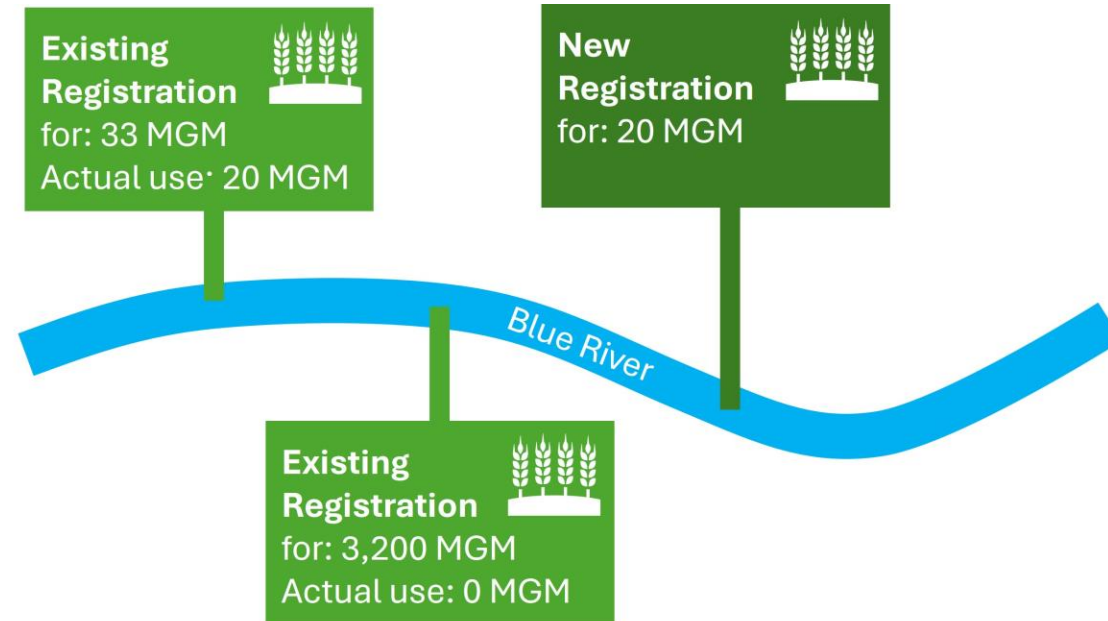 Existing
Registration
for: 33 MGM
Actual use: 20 MGM
New
Registration
for: 20 MGM
Blue River
Existing
Registration
for: 3,200 MGM
Actual use: 0 MGM